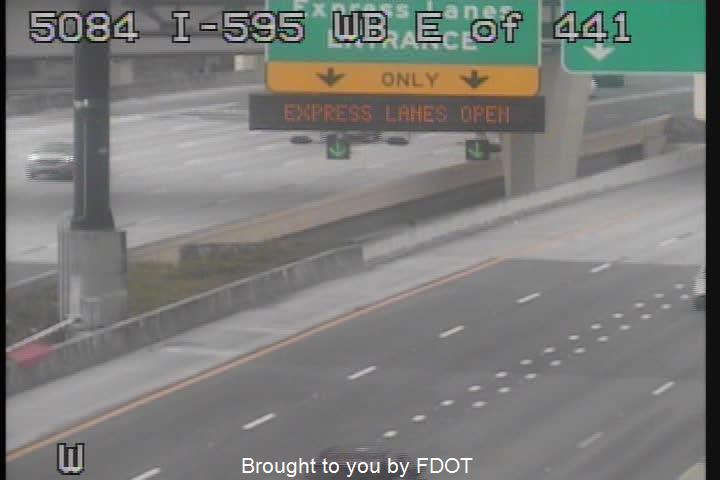 5084 I-595 WB E of 441
Express Lanes
ENTRANCE
ONLY
EXPRESS LANES OPEN
W
Brought to you by FDOT